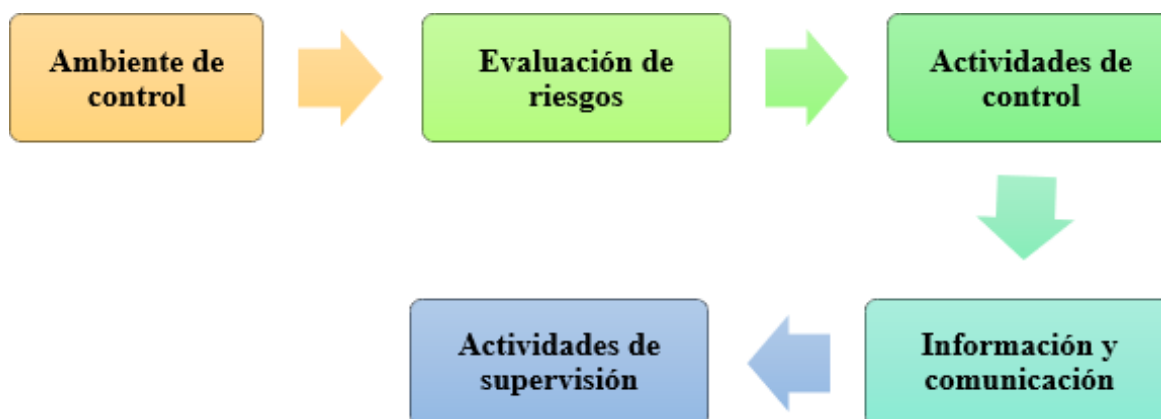 Ambiente de
control
Evaluación de
riesgos
Actividades de
control
Información y
comunicación
Actividades de
supervisión